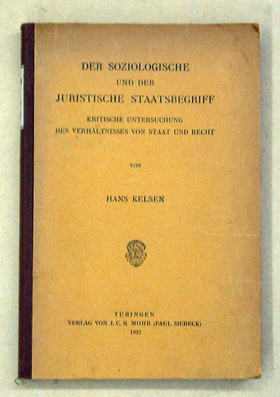 DER SOZIOLOGISCHE
UND DER
JURISTISCHE STAATSBEGRIFF
KRITISCHE UNTERSUCHUNG
DES VERHÄLTNISSES VON STAAT UND RECHT
VON
HANS KELSEN
TÜBINGEN
VERLAG VON J. C. B. MOHR (PAUL SIEBECK)